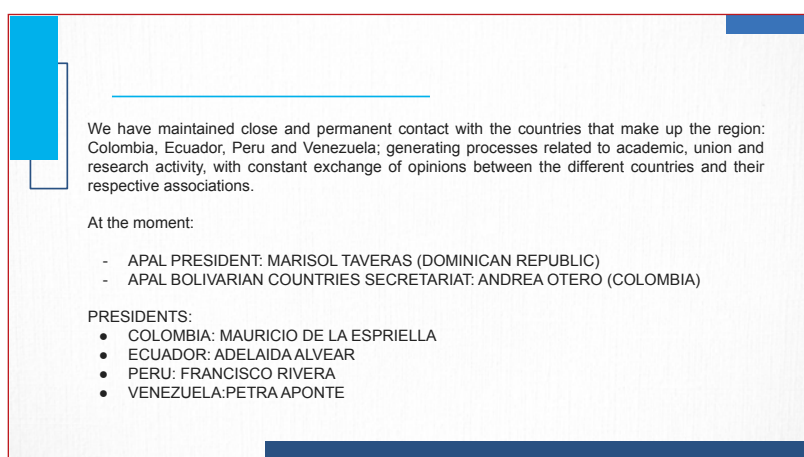 We have maintained close and permanent contact with the countries that make up the region:
Colombia, Ecuador, Peru and Venezuela; generating processes related to academic, union and
research activity, with constant exchange of opinions between the different countries and their
respective associations.
At the moment:
- APAL PRESIDENT: MARISOL TAVERAS (DOMINICAN REPUBLIC)
- APAL BOLIVARIAN COUNTRIES SECRETARIAT: ANDREA OTERO (COLOMBIA)
PRESIDENTS:
● COLOMBIA: MAURICIO DE LA ESPRIELLA
● ECUADOR: ADELAIDA ALVEAR
● PERU: FRANCISCO RIVERA
● VENEZUELA:PETRA APONTE